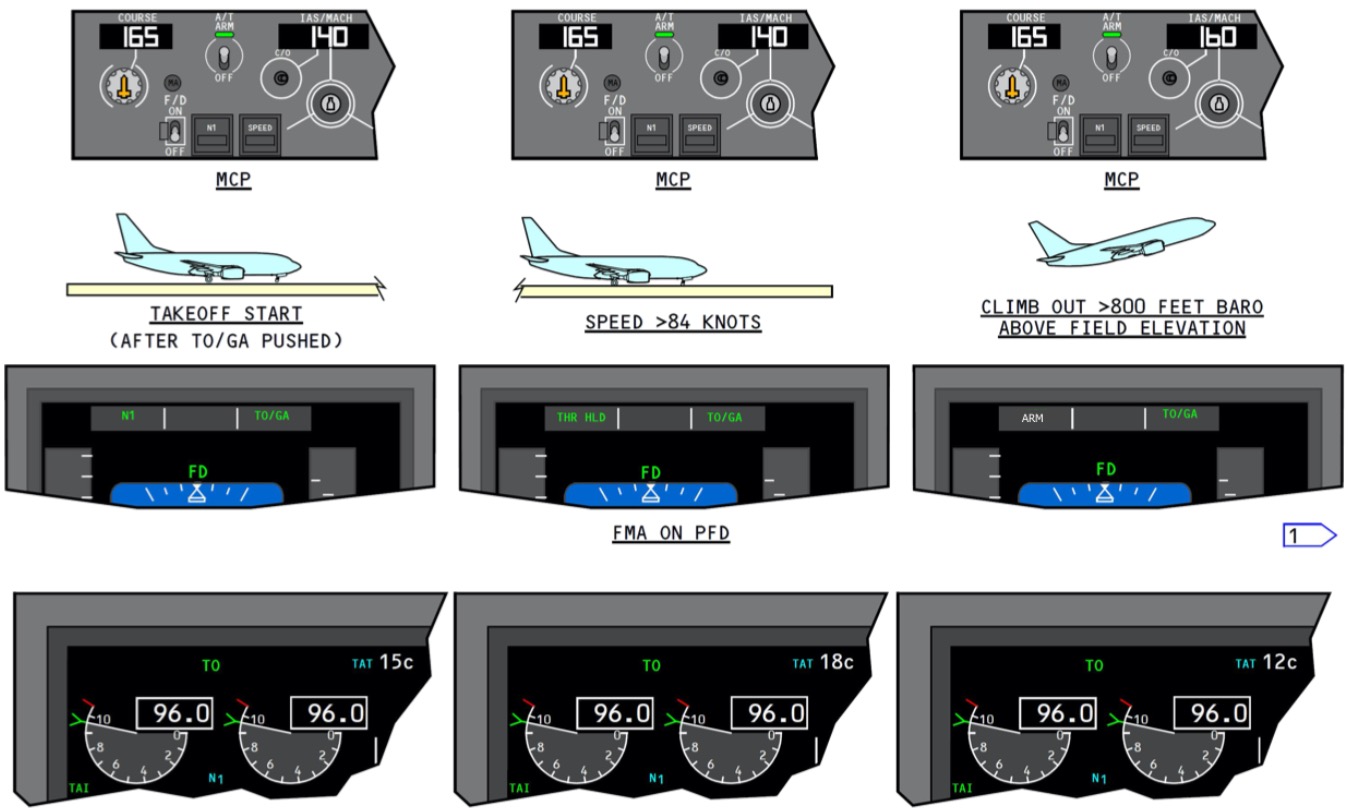 COURSE
165
A/T
ARM
OFF
IAS/MACH
140
C/O
MA
F/D
ON
OFF
N1
SPEED
MCP
COURSE
165
A/T
ARM
OFF
IAS/MACH
140
C/O
MA
F/D
ON
OFF
N1
SPEED
MCP
COURSE
165
A/T
ARM
OFF
IAS/MACH
160
C/O
MA
F/D
ON
OFF
N1
SPEED
MCP
TAKEOFF START
(AFTER TO/GA PUSHED)
SPEED >84 KNOTS
CLIMB OUT >800 FEET BARO
ABOVE FIELD ELEVATION
N1
TO/GA
FD
THR HLD
TO/GA
FD
ARM
TO/GA
FD
FMA ON PFD
1
TO
TAT 15c
96.0
96.0
10
8
6
4
2
0
10
8
6
4
2
0
N1
TAI
TO
TAT 18c
96.0
96.0
10
8
6
4
2
0
10
8
6
4
2
0
N1
TAI
TO
TAT 12c
96.0
96.0
10
8
6
4
2
0
10
8
6
4
2
0
N1
TAI